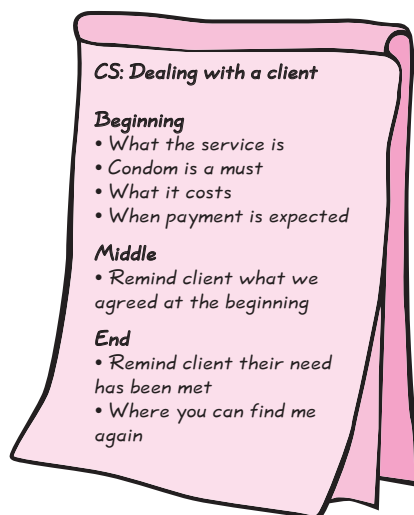 CS: Dealing with a client
Beginning
• What the service is
• Condom is a must
• What it costs
• When payment is expected
Middle
• Remind client what we
agreed at the beginning
End
• Remind client their need
has been met
• Where you can find me
again